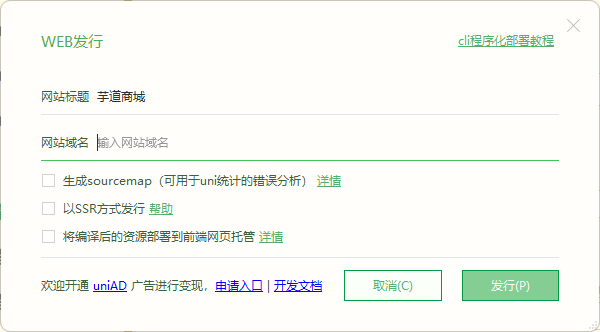 WEB发行 cli程序化部署教程
网站标题 芋道商城
网站域名 输入网站域名
生成sourcemap（可用于uni统计的错误分析） 详情
以SSR方式发行 帮助
将编译后的资源部署到前端网页托管 详情
欢迎开通 uniAD 广告进行变现，申请入口 | 开发文档 取消(C) 发行(P)